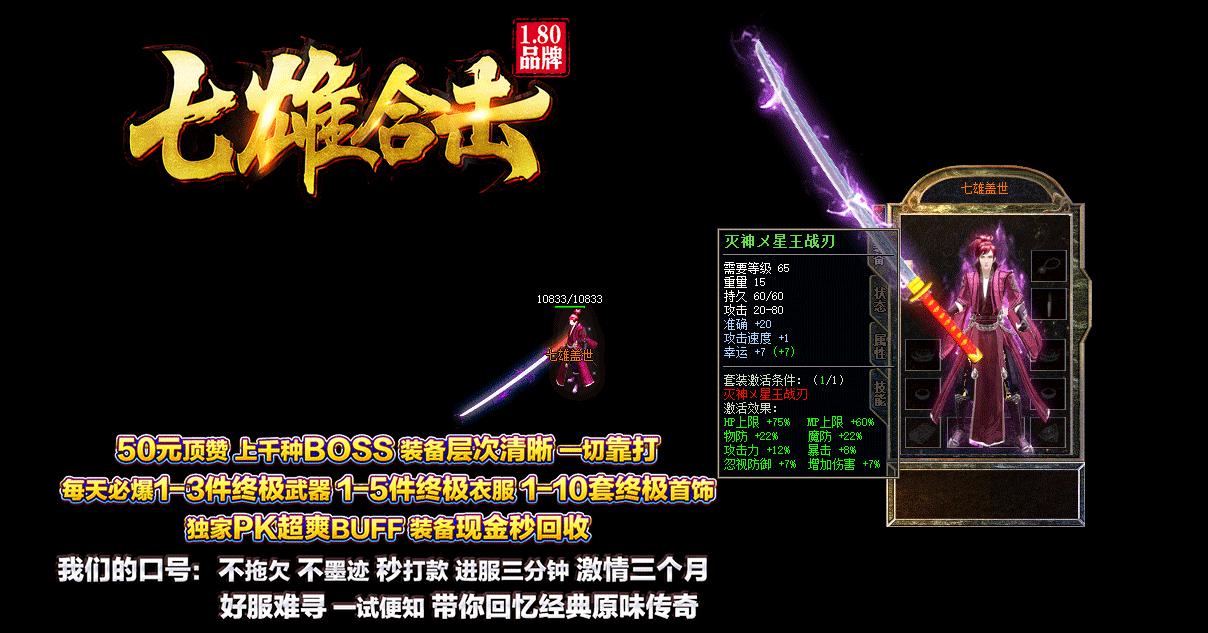 1.80
品牌
七雄合击
七雄盖世
灭神メ星王战刃
需要等级 65
重量 15
持久 60/60
攻击 20-80
准确 +20
攻击速度 +1
幸运 +7 (+7)
套装激活条件: (1/1)
灭神メ星王战刃
激活效果:
HP上限 +75% MP上限 +60%
物防 +22% 魔防 +22%
攻击力 +12% 暴击 +8%
忽视防御 +7% 增加伤害 +7%
状态
属性
技能
10833/10833
七雄盖世
50元顶赞 上千种BOSS 装备层次清晰 一切靠打
每天必爆1-3件终极武器 1-5件终极衣服 1-10套终极首饰
独家PK超爽BUFF 装备现金秒回收
我们的口号：不拖欠 不墨迹 秒打款 进服三分钟 激情三个月
好服难寻 一试便知 带你回忆经典原味传奇